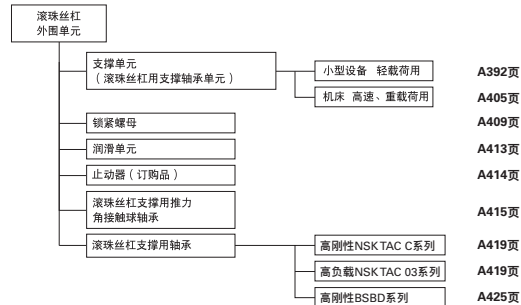 滚珠丝杠
外围单元
支撑单元
（滚珠丝杠用支撑轴承单元）
小型设备 轻载荷用 A392页
机床 高速、重载荷用 A405页
锁紧螺母 A409页
润滑单元 A413页
止动器（订购品） A414页
滚珠丝杠支撑用推力
角接触球轴承 A415页
滚珠丝杠支撑用轴承 高刚性NSKTAC C系列 A419页
高负载NSKTAC 03系列 A419页
高刚性BSBD系列 A425页